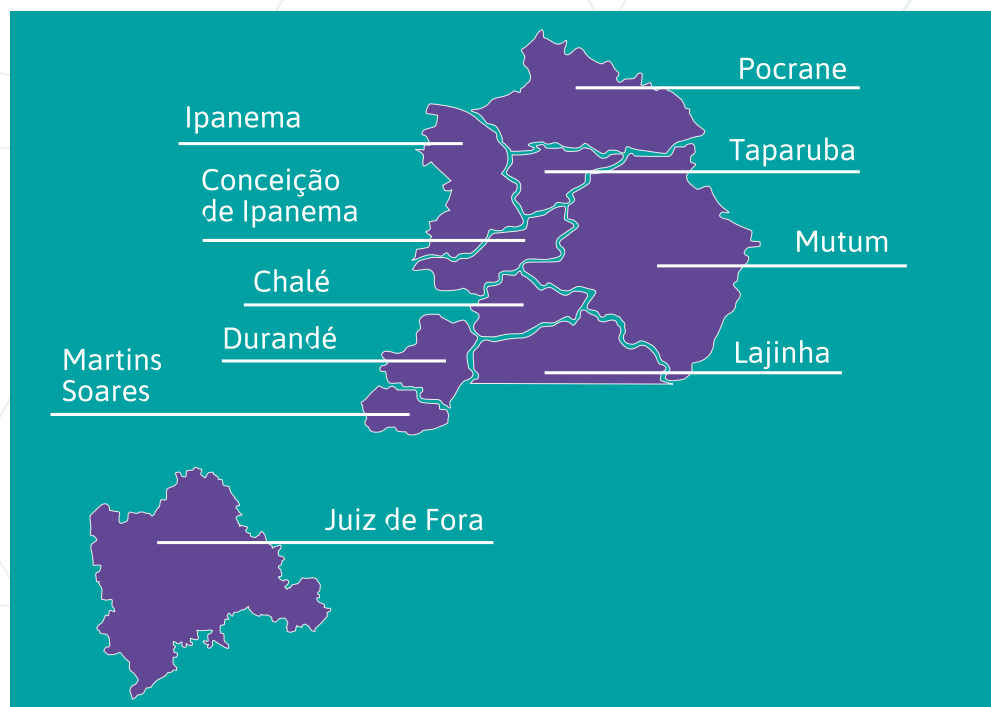 Pocrane
Ipanema
Taparuba
Conceição
de Ipanema
Mutum
Chalé
Durandé
Lajinha
Martins
Soares
Juiz de Fora